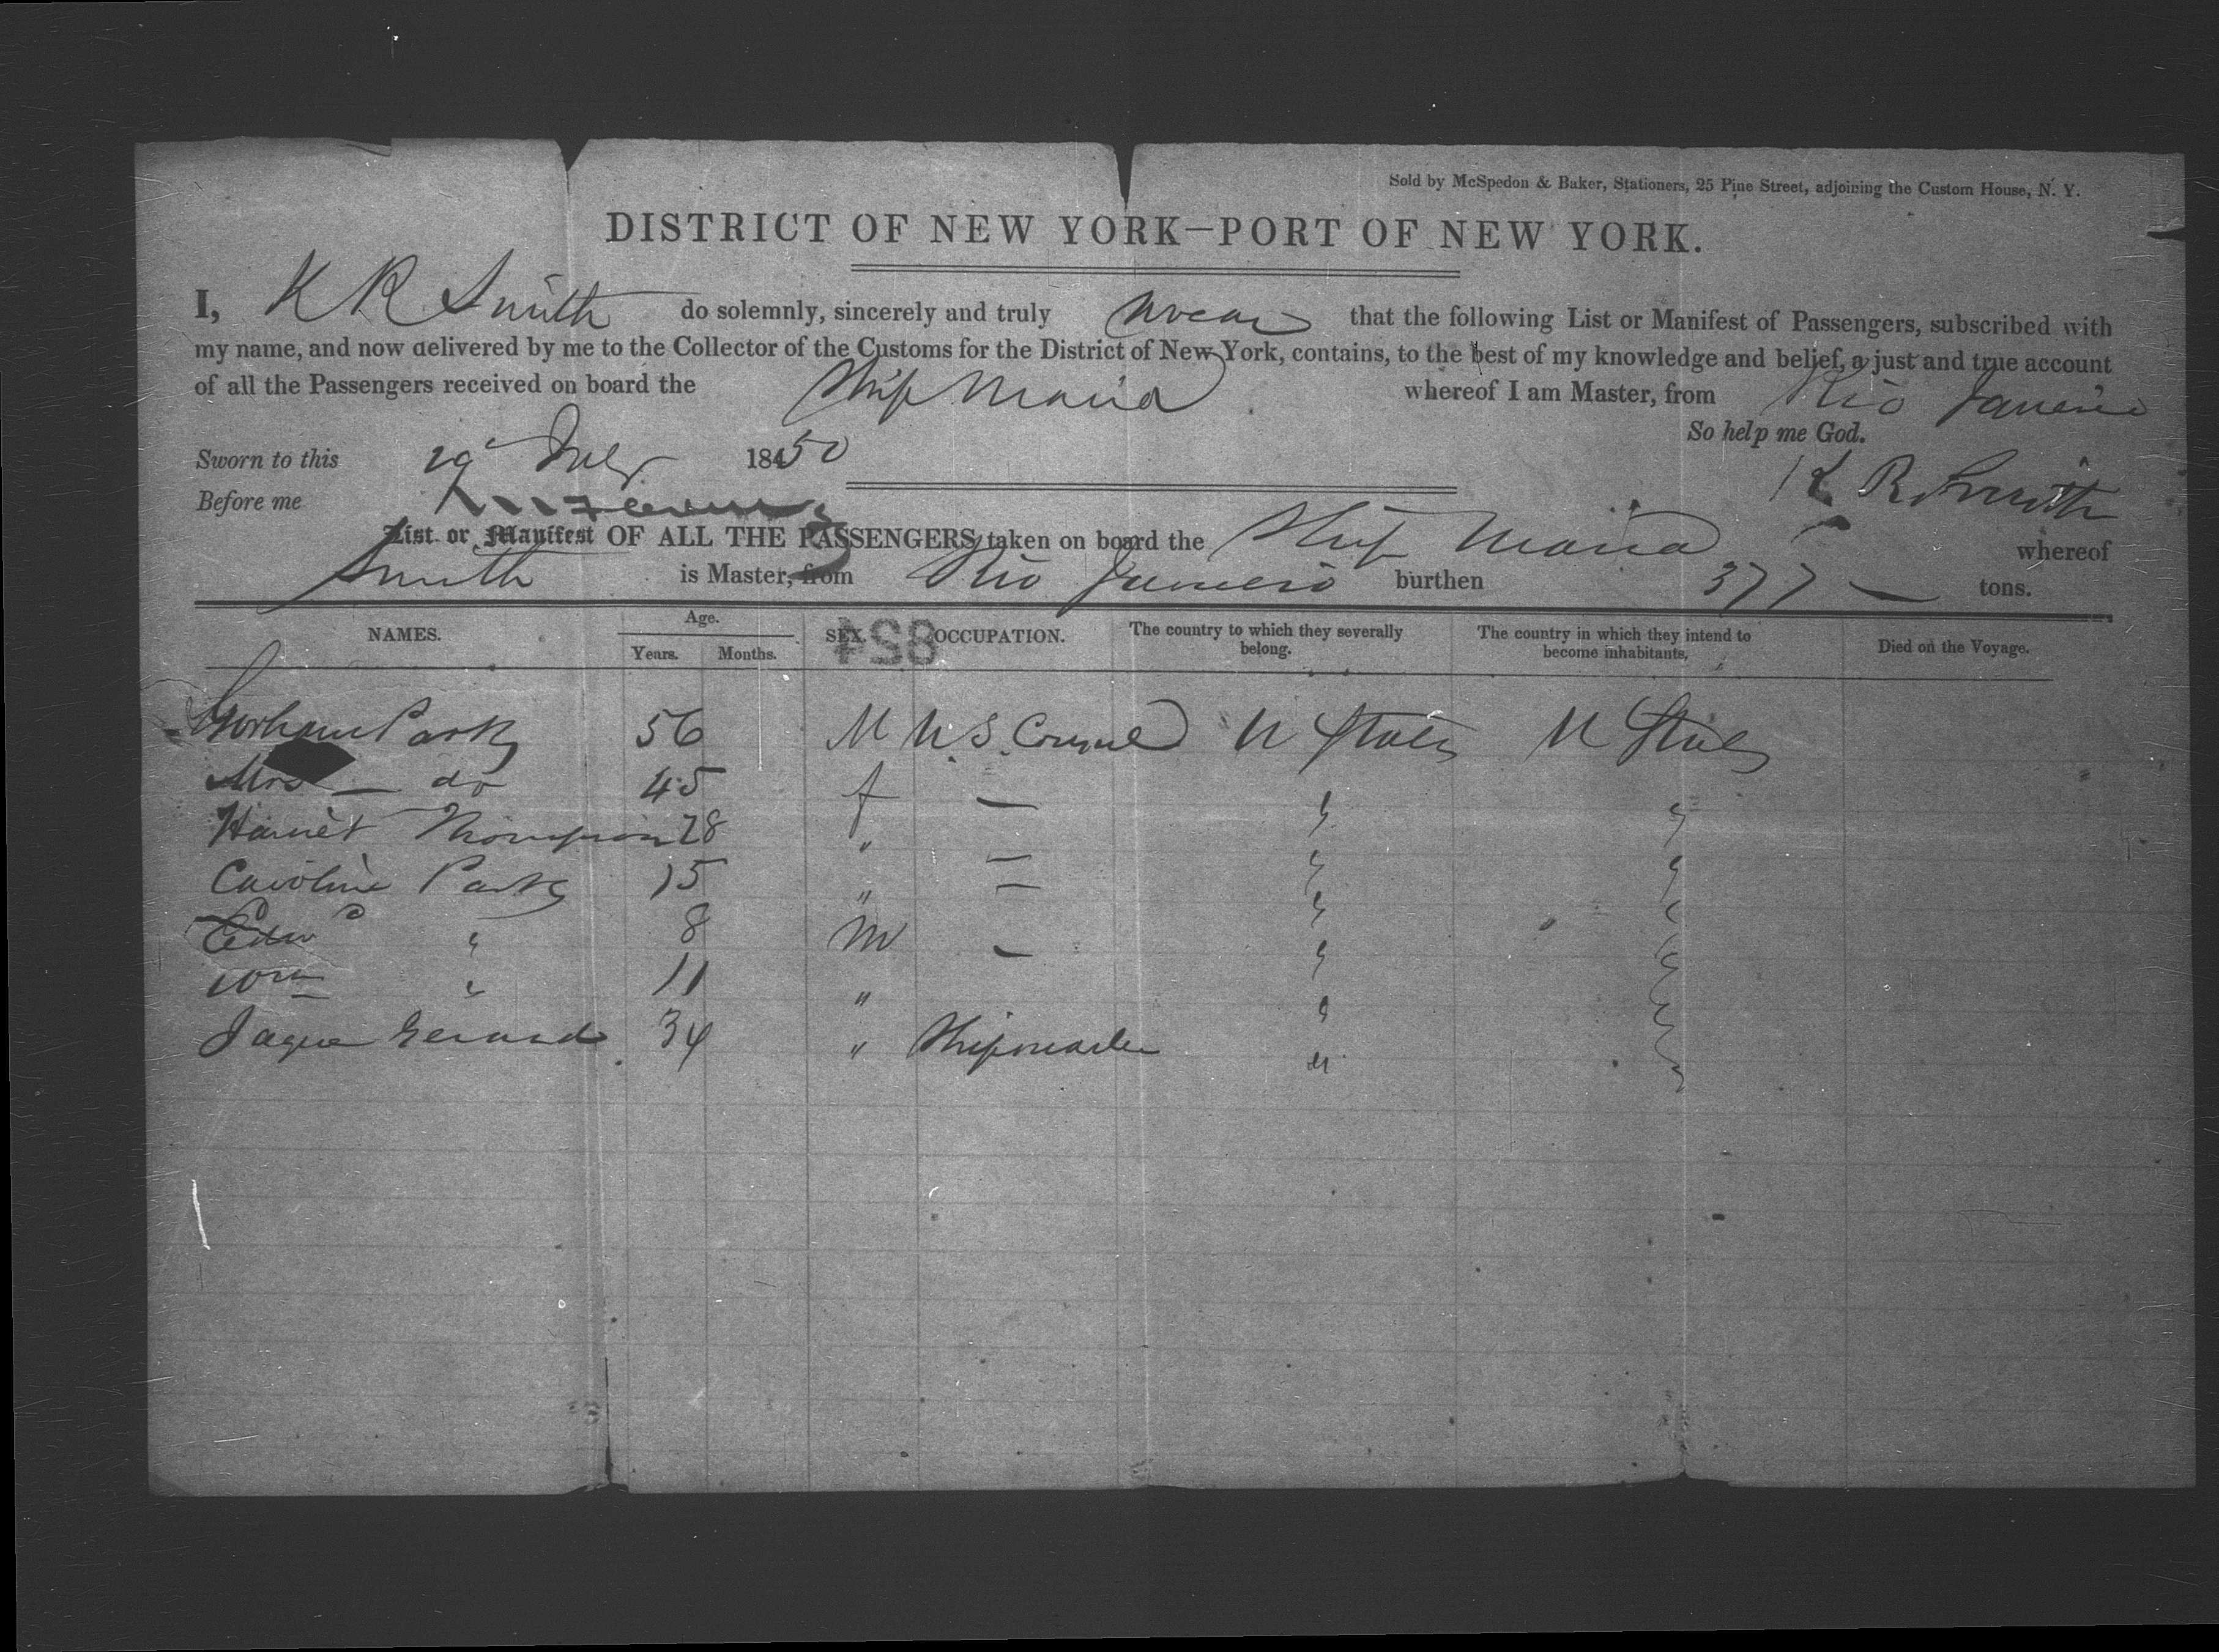 Sold by McSpedon & Baker, Stationers, 25 Pine Street, adjoining the Custom House, N. Y.
DISTRICT OF NEW YORK—PORT OF NEW YORK.
I, K R Smith do solemnly, sincerely and truly swear that the following List or Manifest of Passengers, subscribed with
my name, and now delivered by me to the Collector of the Customs for the District of New York, contains, to the best of my knowledge and belief, a just and true account
of all the Passengers received on board the Ship Maria whereof I am Master, from Rio Janeiro
So help me God.
Sworn to this 29 July 18450
K R Smith
Before me
List or Manifest OF ALL THE PASSENGERS taken on board the Ship Maria whereof
Smith is Master, from Rio Janeiro burthen 377 — tons.
NAMES. Age. Years. Months. SEX. OCCUPATION. The country to which they severally belong. The country in which they intend to become inhabitants. Died on the Voyage.
854
Gorham Parks 56 M U S. Consul U States U States
Mrs — do 45 f — " "
Harriet Thompson 28 " — " "
Caroline Parks 15 " — " "
Edwd " 8 M — " "
Wm " 11 " " "
Jaque Gerard 34 " Shipmaster " "